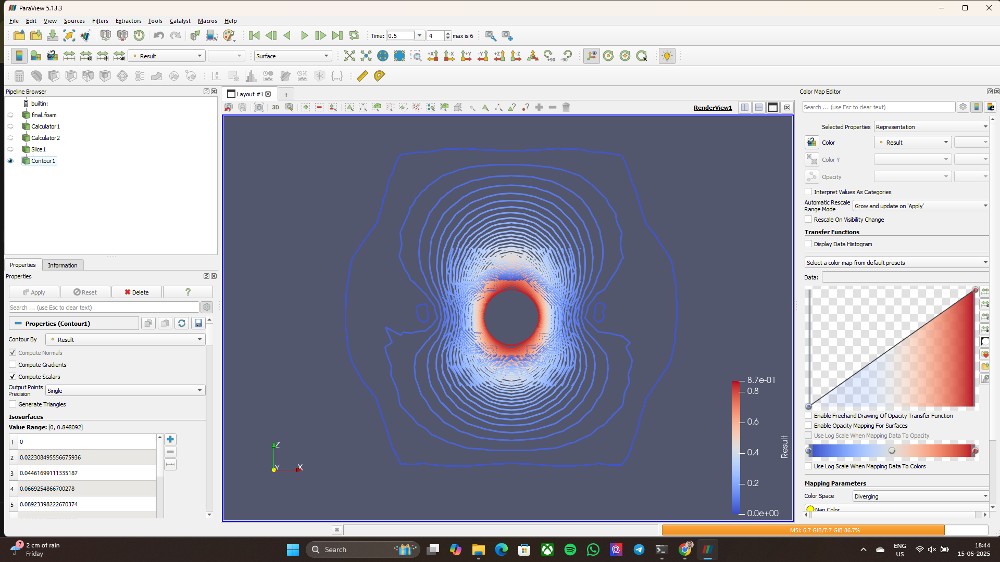 ParaView 5.13.3
File Edit View Sources Filters Extractors Tools Catalyst Macros Help
Time: 0.5 4 max is 6
Result Surface +X -X +Y -Y +Z -Z +90 -90
Pipeline Browser
builtin:
final.foam
Calculator1
Calculator2
Slice1
Contour1
Properties Information
Properties
Apply Reset Delete ?
Search ... (use Esc to clear text)
Properties (Contour1)
Contour By Result
Compute Normals
Compute Gradients
Compute Scalars
Output Points Precision Single
Generate Triangles
Isosurfaces
Value Range: [0, 0.848092]
1 0
2 0.022308495556675936
3 0.04461699111335187
4 0.0669254866700278
5 0.08923398222670374
Layout #1 +
3D RenderView1
Z
Y X
8.7e-01
0.8
0.6
0.4
0.2
0.0e+00
Result
Color Map Editor
Search ... (use Esc to clear text)
Selected Properties Representation
Color Result
Color Y
Opacity
Interpret Values As Categories
Automatic Rescale Range Mode Grow and update on 'Apply'
Rescale On Visibility Change
Transfer Functions
Display Data Histogram
Select a color map from default presets
Data:
Enable Freehand Drawing Of Opacity Transfer Function
Enable Opacity Mapping For Surfaces
Use Log Scale When Mapping Data To Opacity
Use Log Scale When Mapping Data To Colors
Mapping Parameters
Color Space Diverging
Nan Color
MSI: 6.7 GiB/7.7 GiB 86.7%
7
2 cm of rain
Friday
Search
ENG
US
18:44
15-06-2025